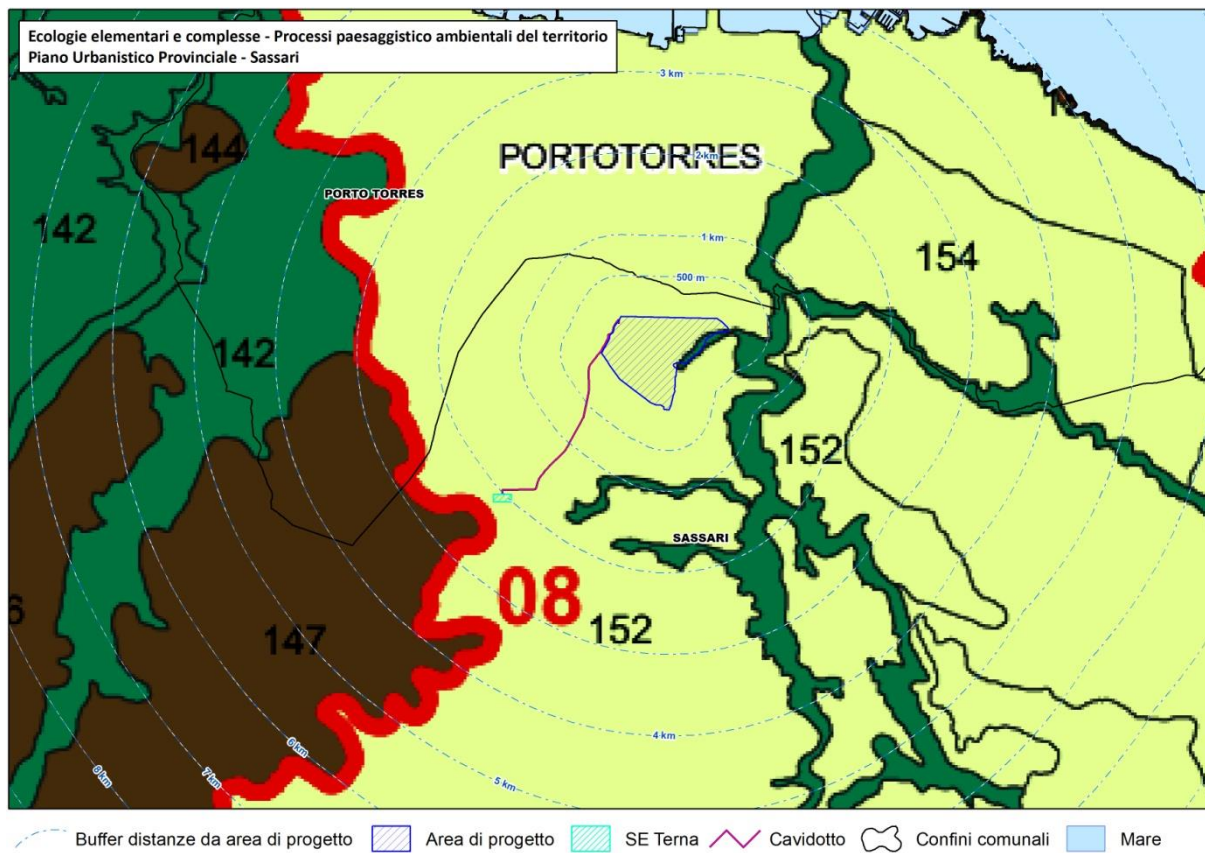 Ecologie elementari e complesse - Processi paesaggistico ambientali del territorio
Piano Urbanistico Provinciale - Sassari
3 km
144
PORTOTORRES
2 km
PORTO TORRES
142
1 km
154
500 m
142
152
SASSARI
08
6
147
152
4 km
6 km
5 km
8 km
7 km
Buffer distanze da area di progetto
Area di progetto
SE Terna
Cavidotto
Confini comunali
Mare